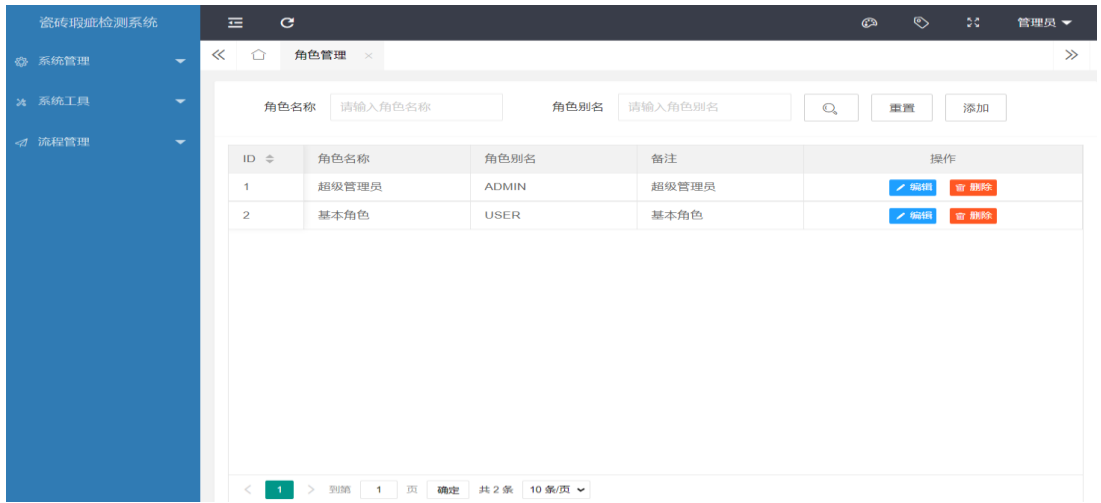 瓷砖瑕疵检测系统
管理员
系统管理
角色管理
系统工具
角色名称 请输入角色名称 角色别名 请输入角色别名 重置 添加
流程管理
ID 角色名称 角色别名 备注 操作
1 超级管理员 ADMIN 超级管理员 编辑 删除
2 基本角色 USER 基本角色 编辑 删除
1 到第 1 页 确定 共 2 条 10 条/页